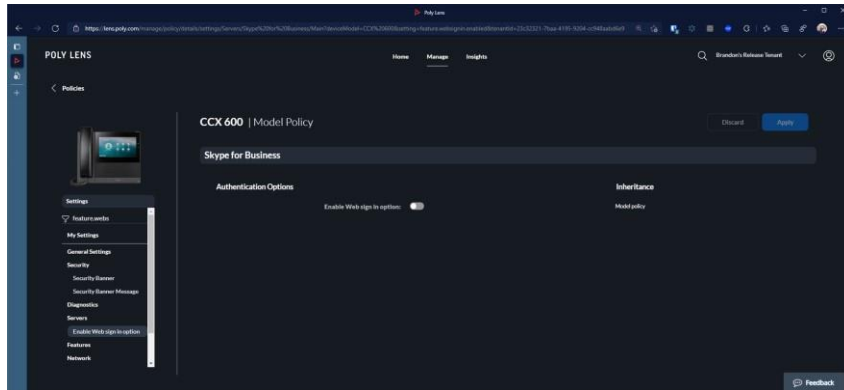 Poly Lens
POLY LENS
Home Manage Insights
Brandon's Release Tenant
Policies
CCX 600 | Model Policy
Discard Apply
Skype for Business
Authentication Options Inheritance
Enable Web sign in option: Model policy
Settings
feature.webs
My Settings
General Settings
Security
Security Banner
Security Banner Message
Diagnostics
Servers
Enable Web sign in option
Features
Network
Feedback